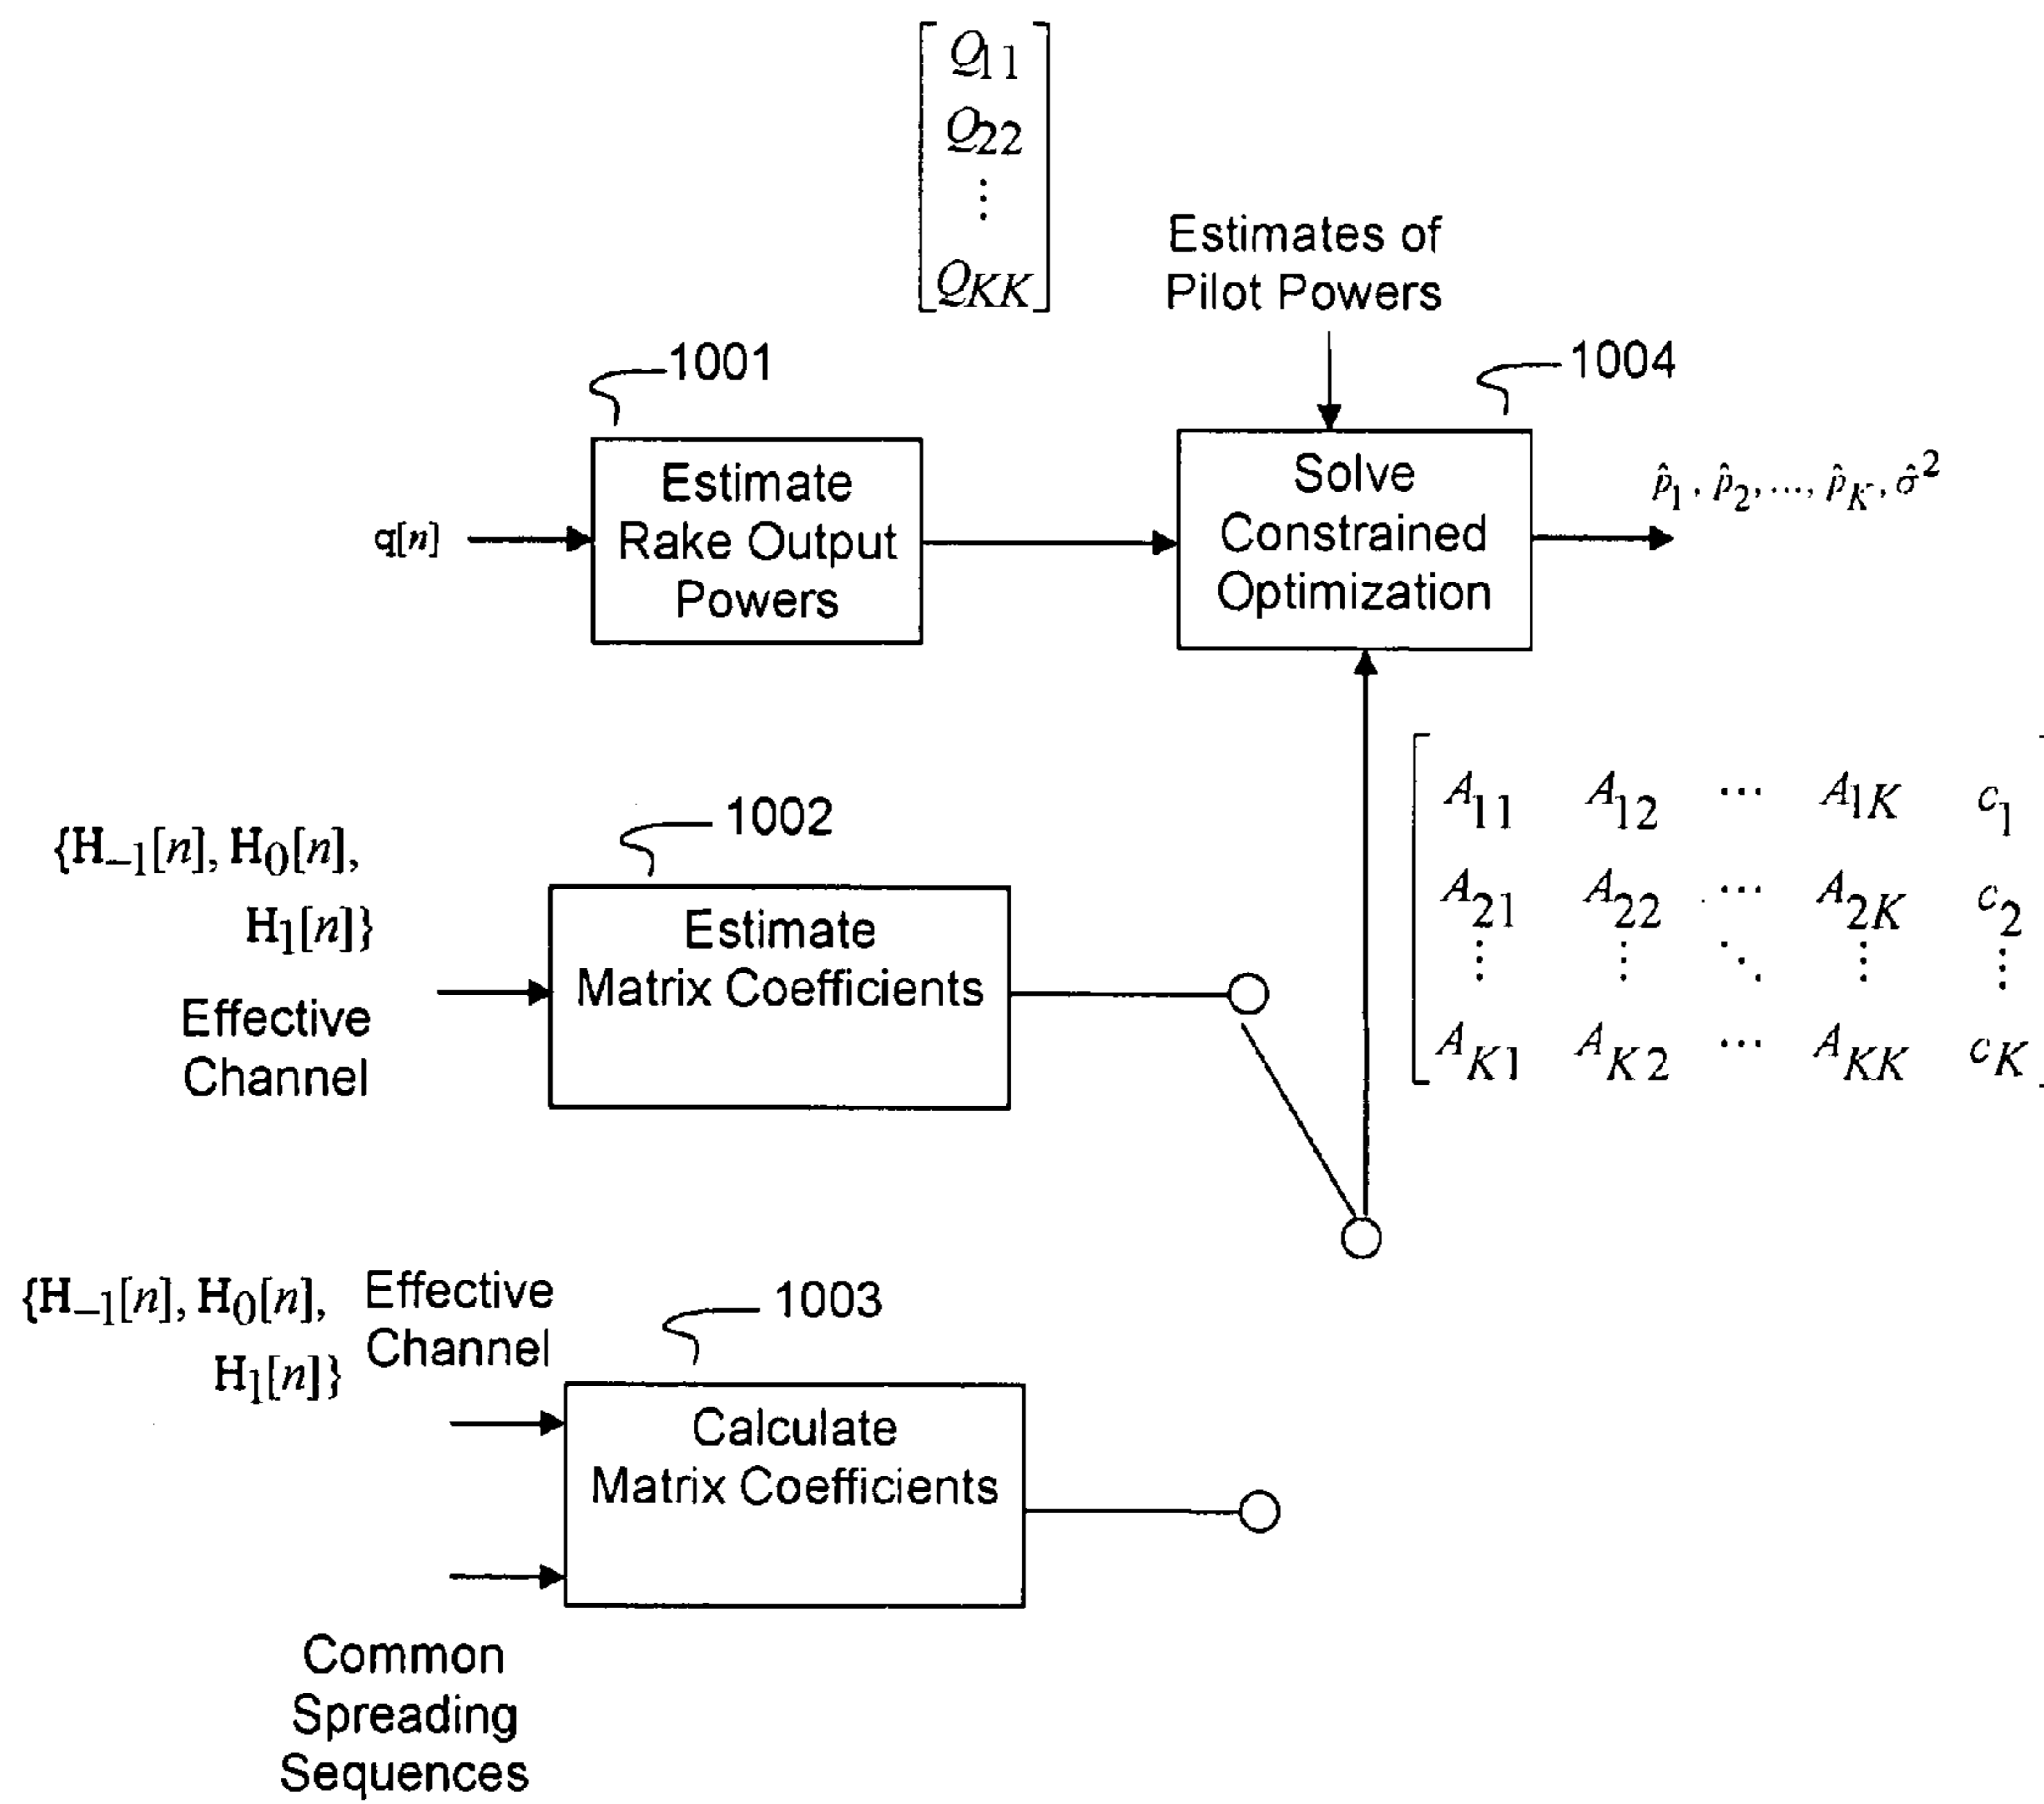 Q11
Q22
⋮
QKK
Estimates of
Pilot Powers
1001
1004
q[n]
Estimate
Rake Output
Powers
Solve
Constrained
Optimization
p̂1, p̂2, ..., p̂K, σ̂2
A11 A12 ... A1K c1
A21 A22 ... A2K c2
⋮ ⋮ ⋱ ⋮ ⋮
AK1 AK2 ... AKK cK
1002
{H–1[n], H0[n],
H1[n]}
Effective
Channel
Estimate
Matrix Coefficients
{H–1[n], H0[n],
H1[n]}
Effective
Channel
1003
Calculate
Matrix Coefficients
Common
Spreading
Sequences